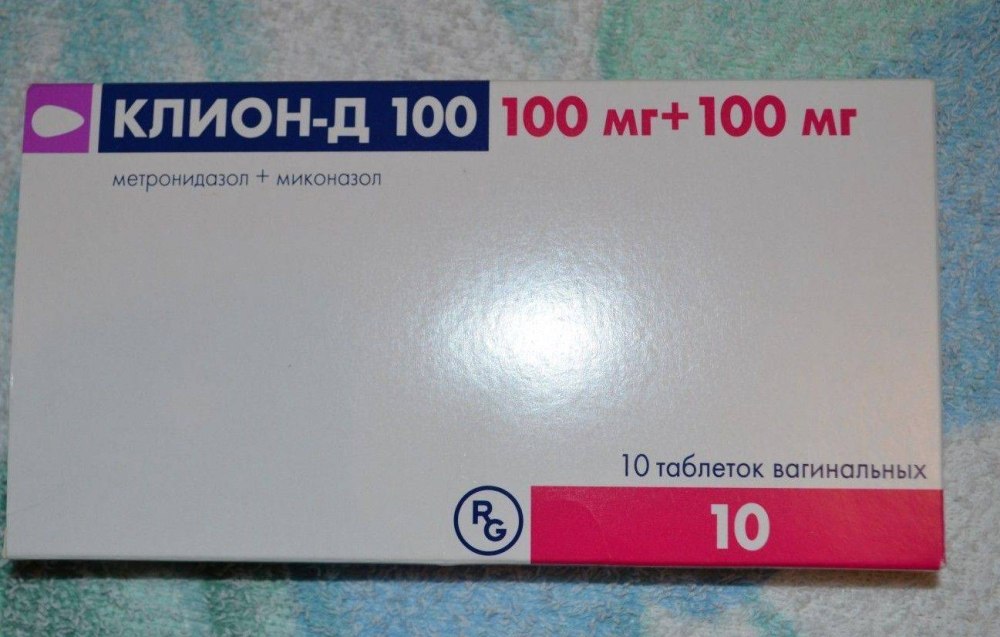 КЛИОН-Д 100 100 мг+100 мг
метронидазол + миконазол
10 таблеток вагинальных
RG 10